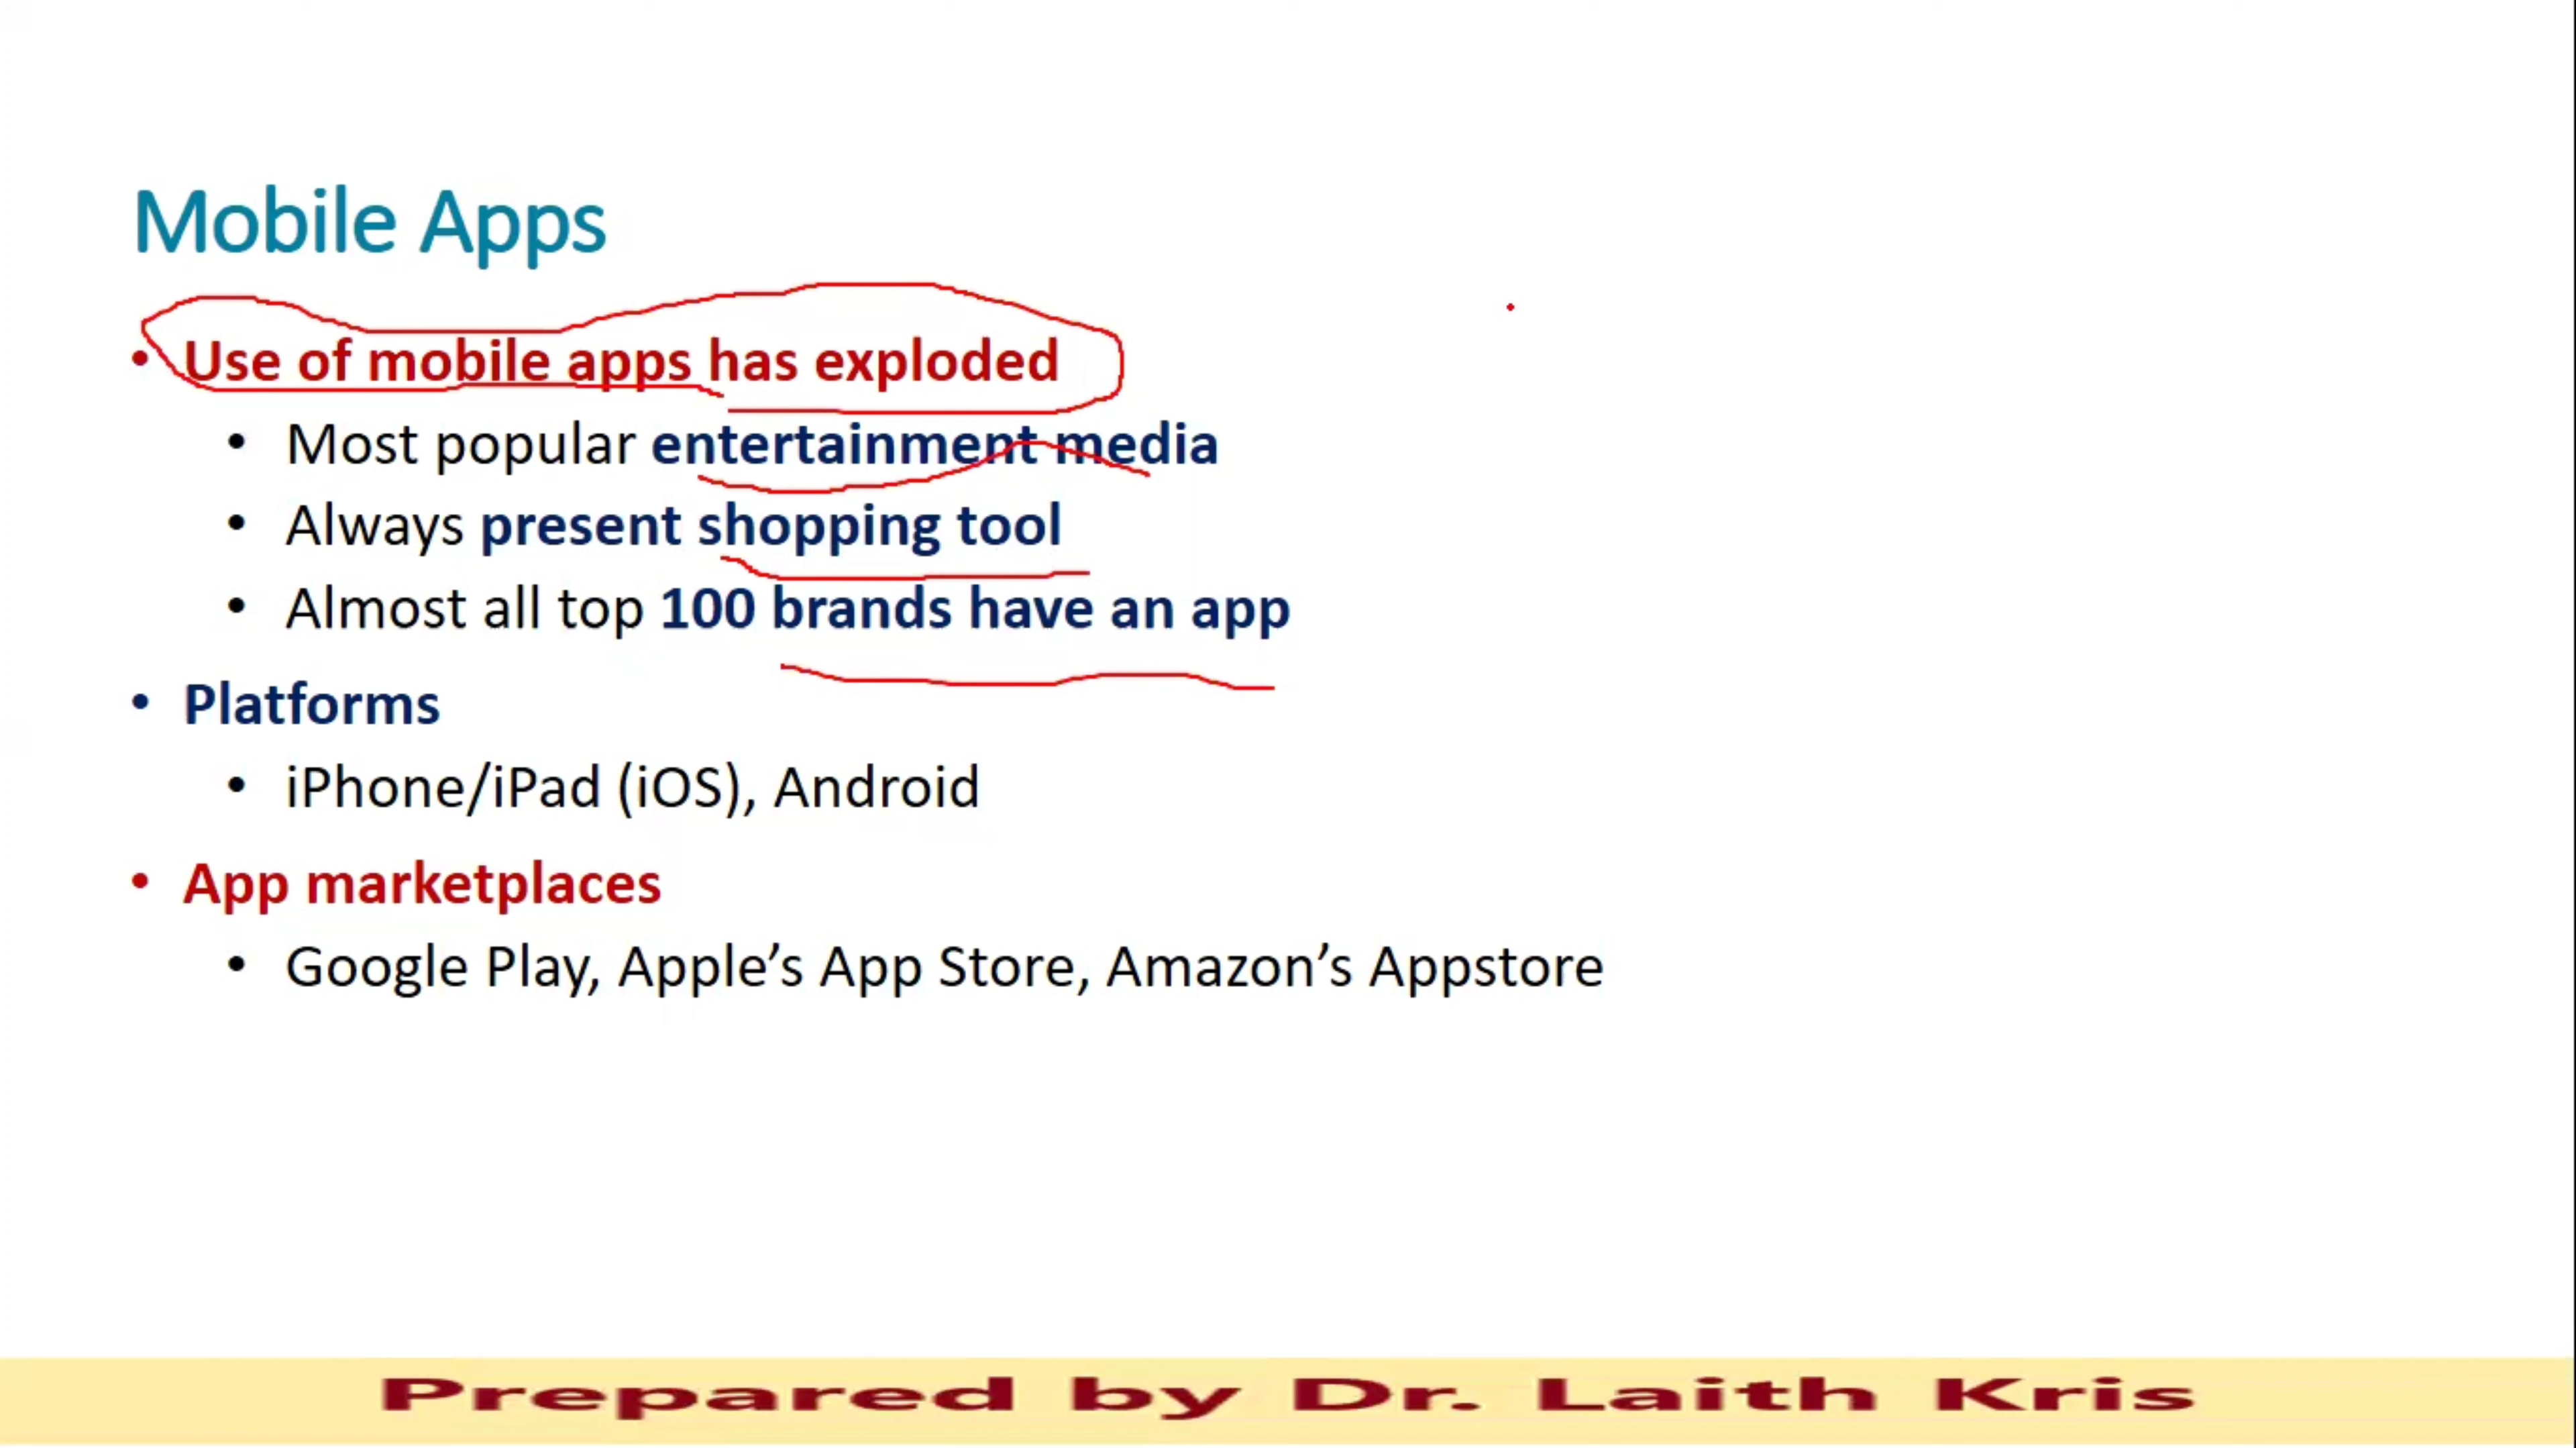 Mobile Apps
• Use of mobile apps has exploded
• Most popular entertainment media
• Always present shopping tool
• Almost all top 100 brands have an app
• Platforms
• iPhone/iPad (iOS), Android
• App marketplaces
• Google Play, Apple’s App Store, Amazon’s Appstore
Prepared by Dr. Laith Kris